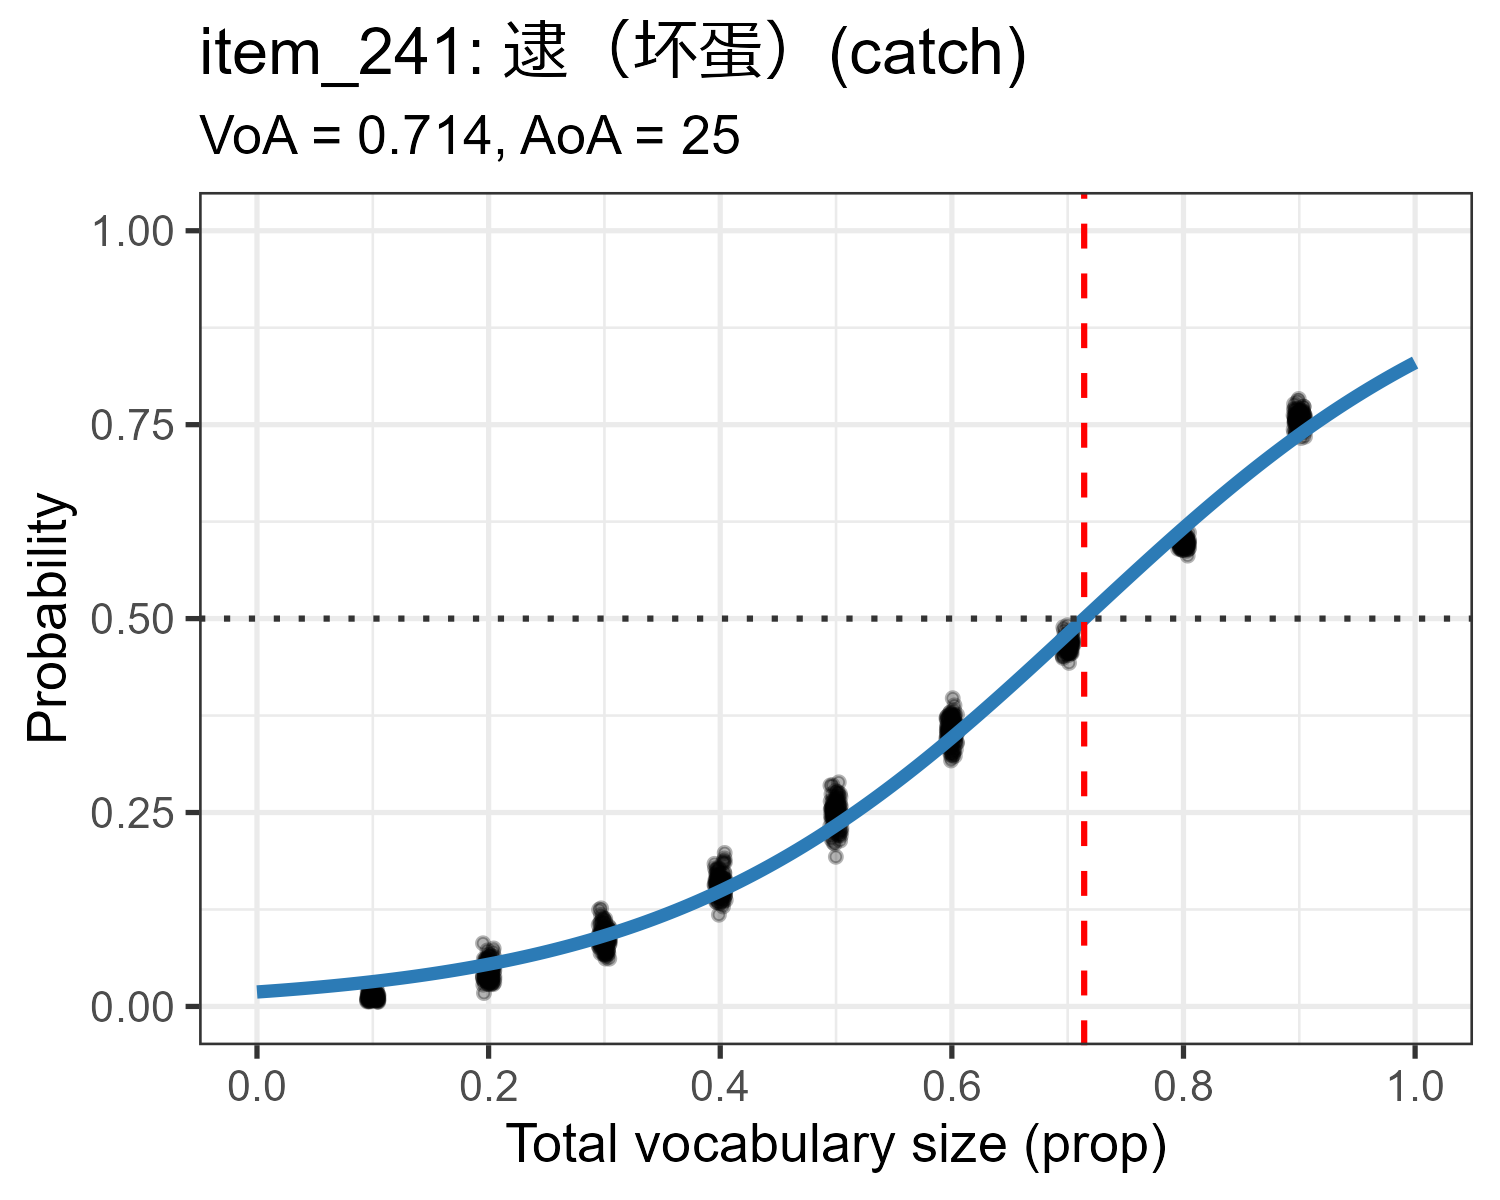 item_241: 逮（坏蛋）(catch)
VoA = 0.714, AoA = 25
1.00
0.75
0.50
0.25
0.00
Probability
0.0 0.2 0.4 0.6 0.8 1.0
Total vocabulary size (prop)